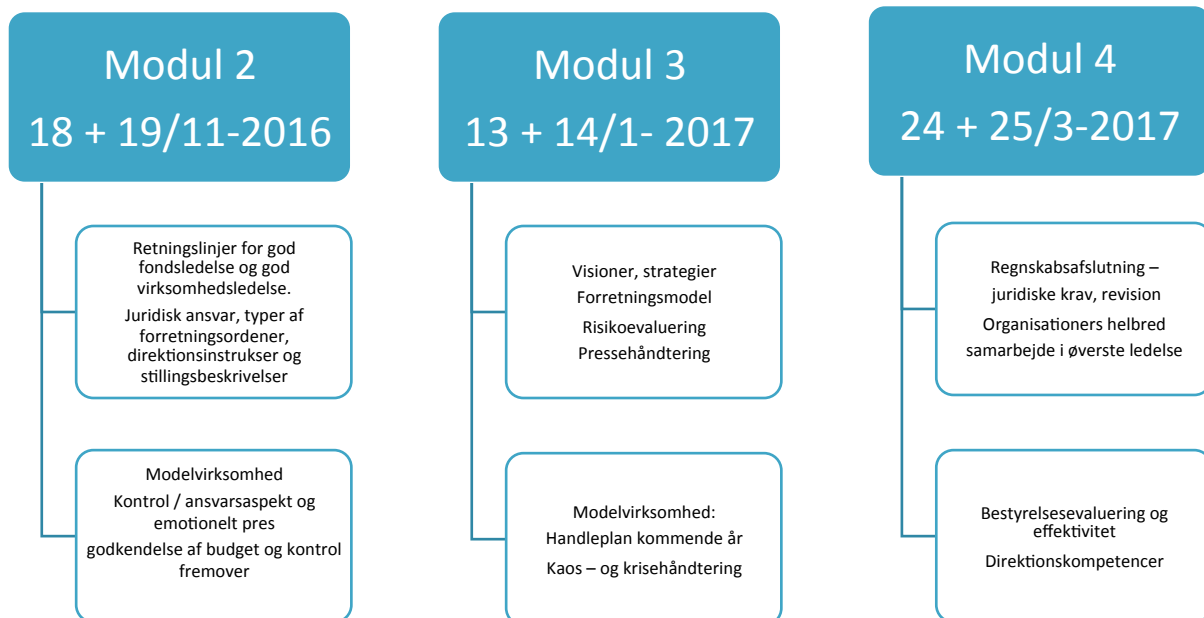 Modul 2
18 + 19/11-2016
Retningslinjer for god
fondsledelse og god
virksomhedsledelse.
Juridisk ansvar, typer af
forretningsordener,
direktionsinstrukser og
stillingsbeskrivelser
Modelvirksomhed
Kontrol / ansvarsaspekt og
emotionelt pres
godkendelse af budget og kontrol
fremover
Modul 3
13 + 14/1- 2017
Visioner, strategier
Forretningsmodel
Risikoevaluering
Pressehåndtering
Modelvirksomhed:
Handleplan kommende år
Kaos – og krisehåndtering
Modul 4
24 + 25/3-2017
Regnskabsafslutning –
juridiske krav, revision
Organisationers helbred
samarbejde i øverste ledelse
Bestyrelsesevaluering og
effektivitet
Direktionskompetencer